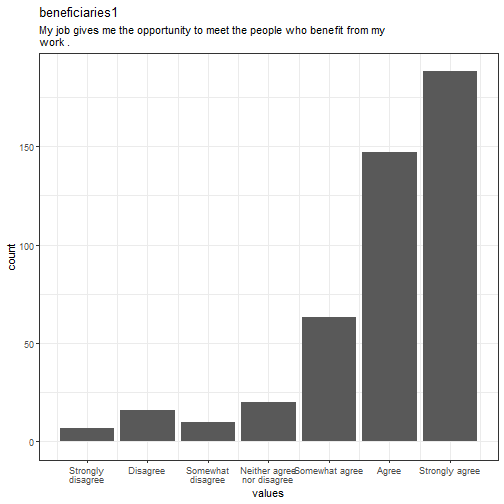 beneficiaries1
My job gives me the opportunity to meet the people who benefit from my
work .
count
150
100
50
0
Strongly disagree
Disagree
Somewhat disagree
Neither agree nor disagree
Somewhat agree
Agree
Strongly agree
values